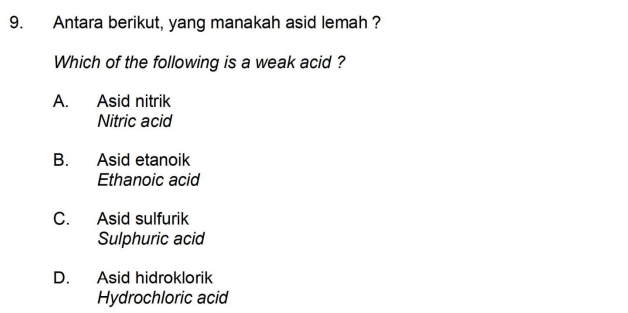 9. Antara berikut, yang manakah asid lemah ?
Which of the following is a weak acid ?
A. Asid nitrik
Nitric acid
B. Asid etanoik
Ethanoic acid
C. Asid sulfurik
Sulphuric acid
D. Asid hidroklorik
Hydrochloric acid